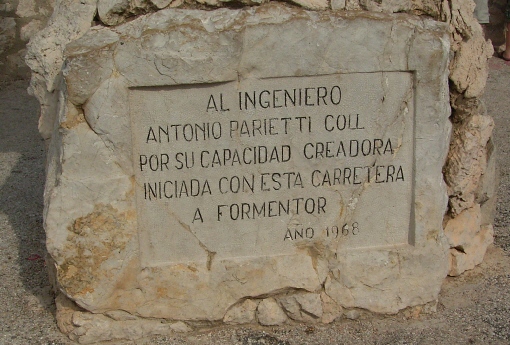 AL INGENIERO
ANTONIO PARIETTI COLL
POR SU CAPACIDAD CREADORA
INICIADA CON ESTA CARRETERA
A FORMENTOR
AÑO 1968